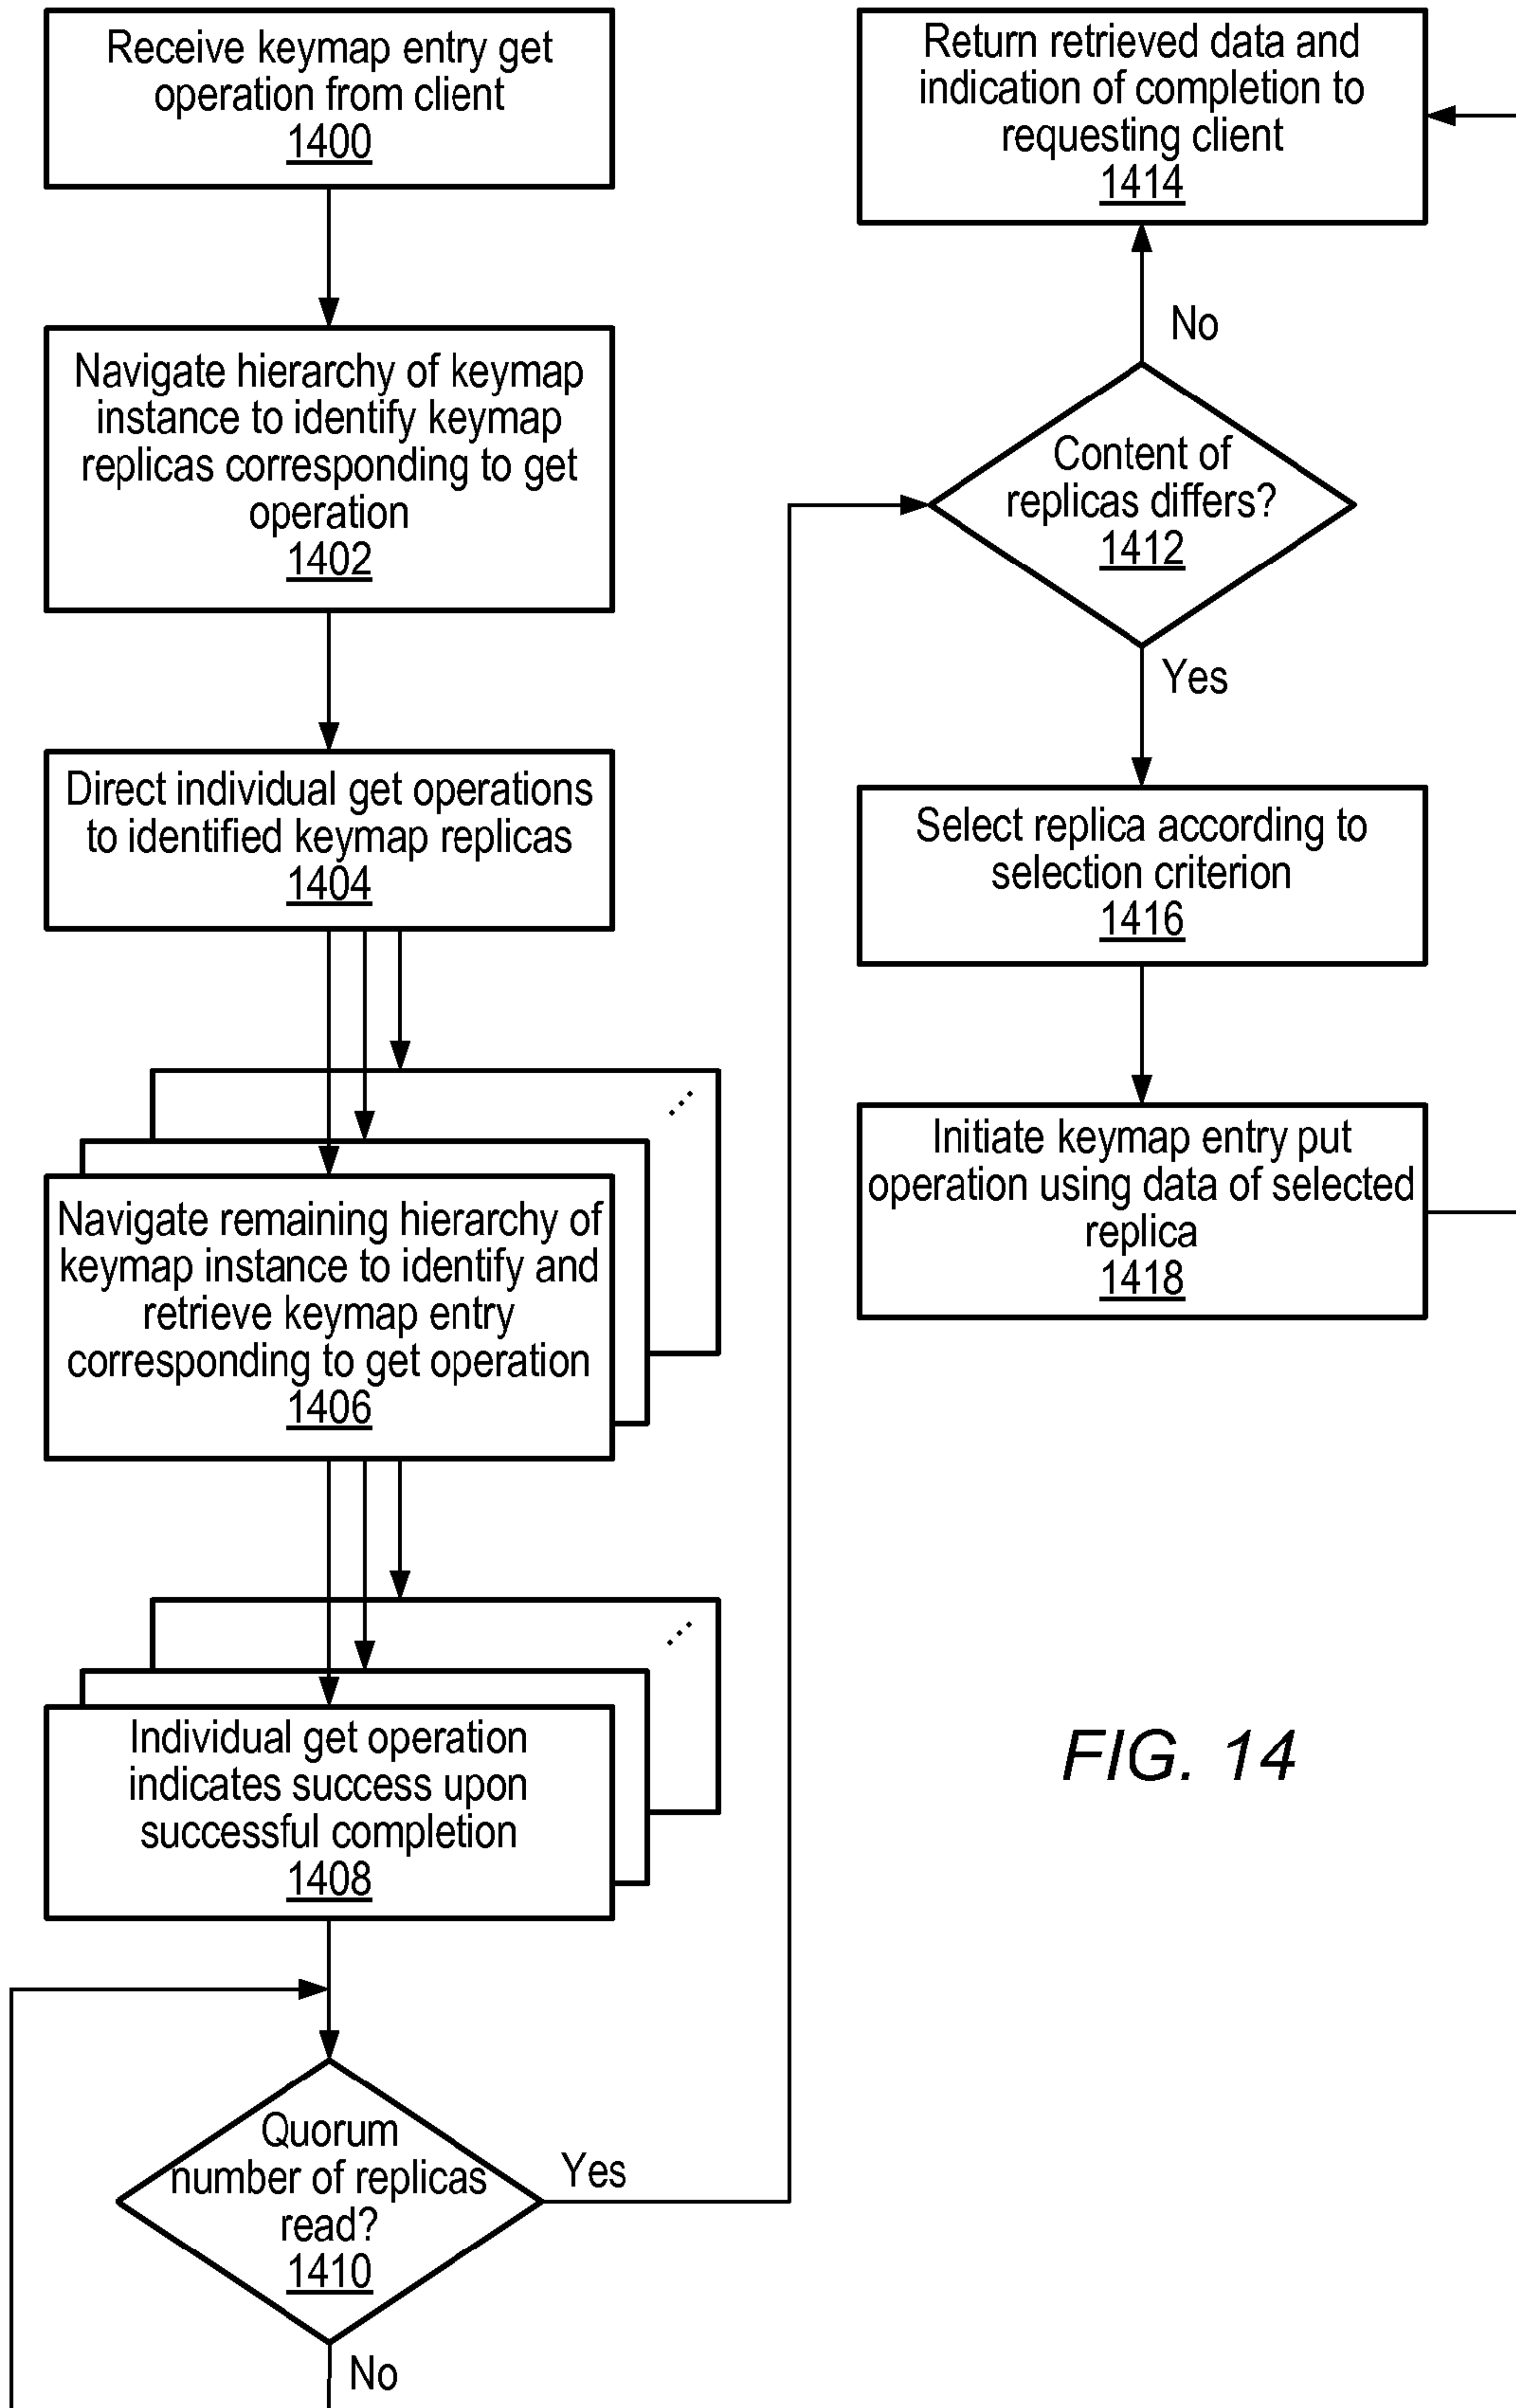 Receive keymap entry get
operation from client
1400
Navigate hierarchy of keymap
instance to identify keymap
replicas corresponding to get
operation
1402
Direct individual get operations
to identified keymap replicas
1404
Navigate remaining hierarchy of
keymap instance to identify and
retrieve keymap entry
corresponding to get operation
1406
Individual get operation
indicates success upon
successful completion
1408
Quorum
number of replicas
read?
1410
Yes
No
Return retrieved data and
indication of completion to
requesting client
1414
No
Content of
replicas differs?
1412
Yes
Select replica according to
selection criterion
1416
Initiate keymap entry put
operation using data of selected
replica
1418
FIG. 14